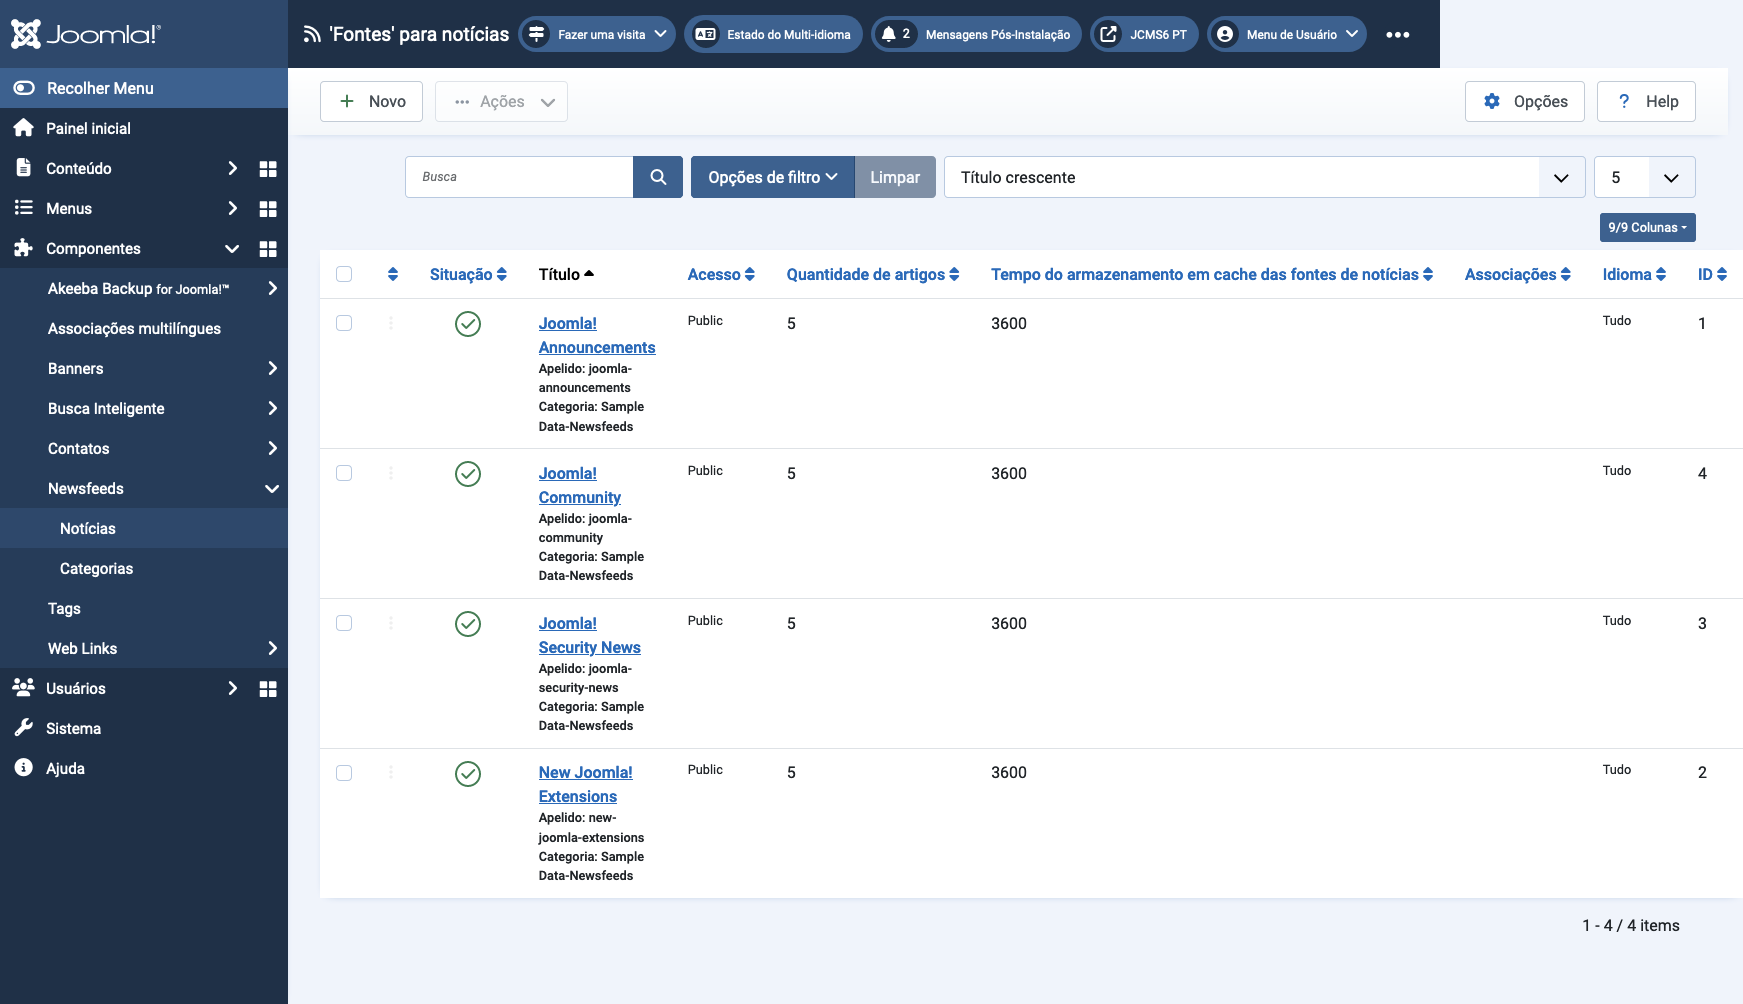 Joomla!®
'Fontes' para notícias
Fazer uma visita
Estado do Multi-idioma
2 Mensagens Pós-Instalação
JCMS6 PT
Menu de Usuário
Recolher Menu
Painel inicial
Conteúdo
Menus
Componentes
Akeeba Backup for Joomla!™
Associações multilíngues
Banners
Busca Inteligente
Contatos
Newsfeeds
Notícias
Categorias
Tags
Web Links
Usuários
Sistema
Ajuda
Novo
Ações
Opções
? Help
Busca
Opções de filtro
Limpar
Título crescente
5
9/9 Colunas
Situação Título Acesso Quantidade de artigos Tempo do armazenamento em cache das fontes de notícias Associações Idioma ID
Joomla! Public 5 3600 Tudo 1
Announcements
Apelido: joomla-
announcements
Categoria: Sample
Data-Newsfeeds
Joomla! Public 5 3600 Tudo 4
Community
Apelido: joomla-
community
Categoria: Sample
Data-Newsfeeds
Joomla! Public 5 3600 Tudo 3
Security News
Apelido: joomla-
security-news
Categoria: Sample
Data-Newsfeeds
New Joomla! Public 5 3600 Tudo 2
Extensions
Apelido: new-
joomla-extensions
Categoria: Sample
Data-Newsfeeds
1 - 4 / 4 items